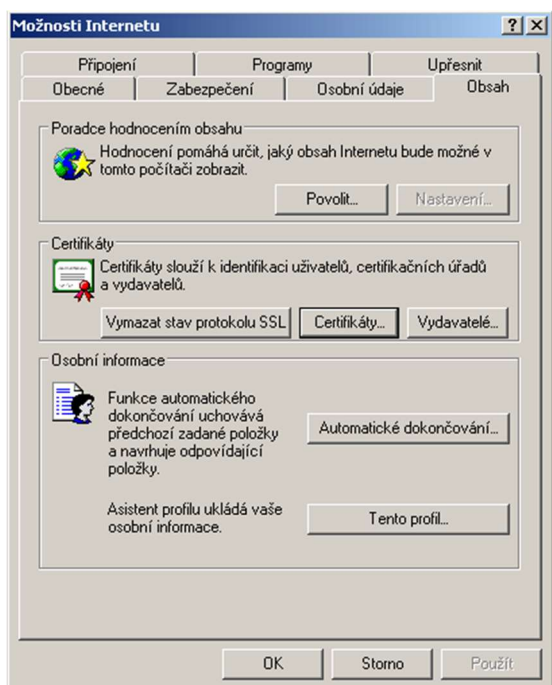 Možnosti Internetu
Připojení Programy Upřesnit
Obecné Zabezpečení Osobní údaje Obsah
Poradce hodnocením obsahu
Hodnocení pomáhá určit, jaký obsah Internetu bude možné v
tomto počítači zobrazit.
Povolit... Nastavení...
Certifikáty
Certifikáty slouží k identifikaci uživatelů, certifikačních úřadů
a vydavatelů.
Vymazat stav protokolu SSL Certifikáty... Vydavatelé...
Osobní informace
Funkce automatického
dokončování uchovává
předchozí zadané položky
a navrhuje odpovídající
položky.
Automatické dokončování...
Asistent profilu ukládá vaše
osobní informace.
Tento profil...
OK Storno Použít